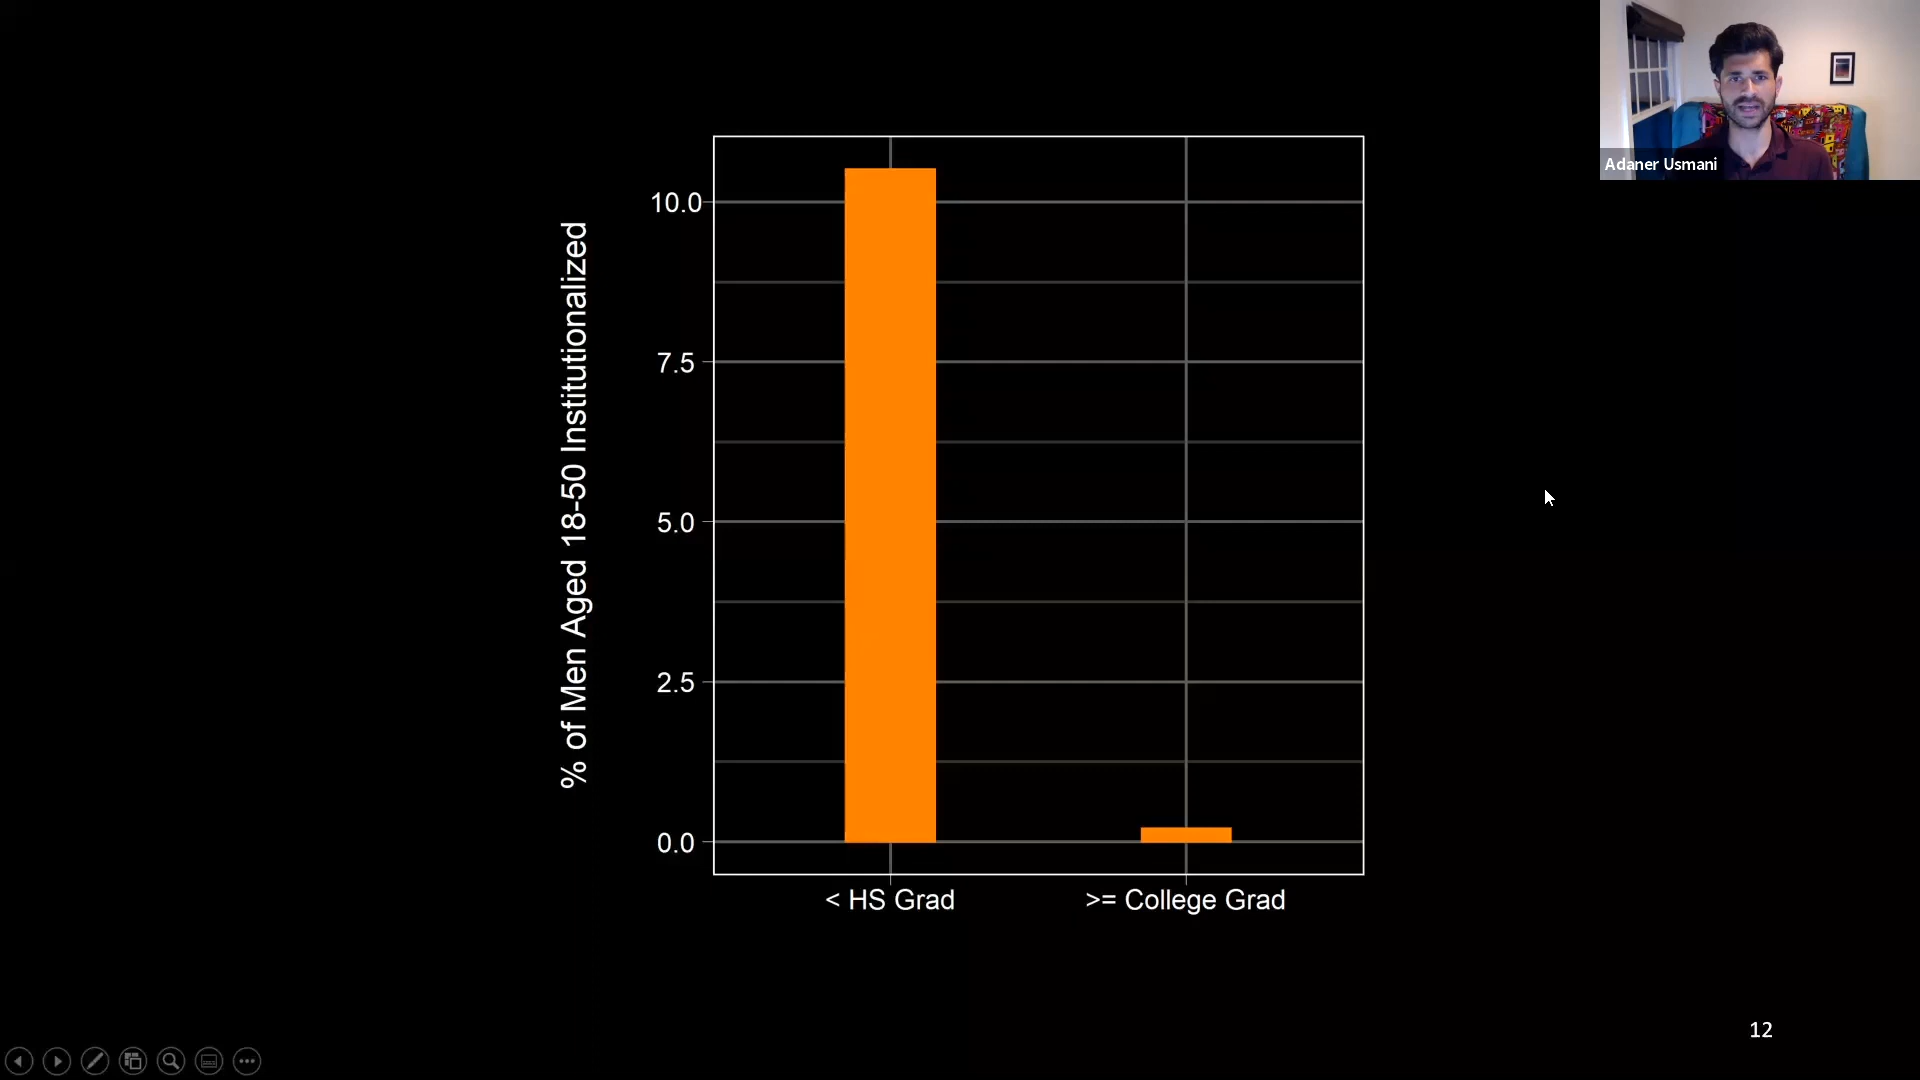 Adaner Usmani
% of Men Aged 18-50 Institutionalized
10.0
7.5
5.0
2.5
0.0
< HS Grad
>= College Grad
12